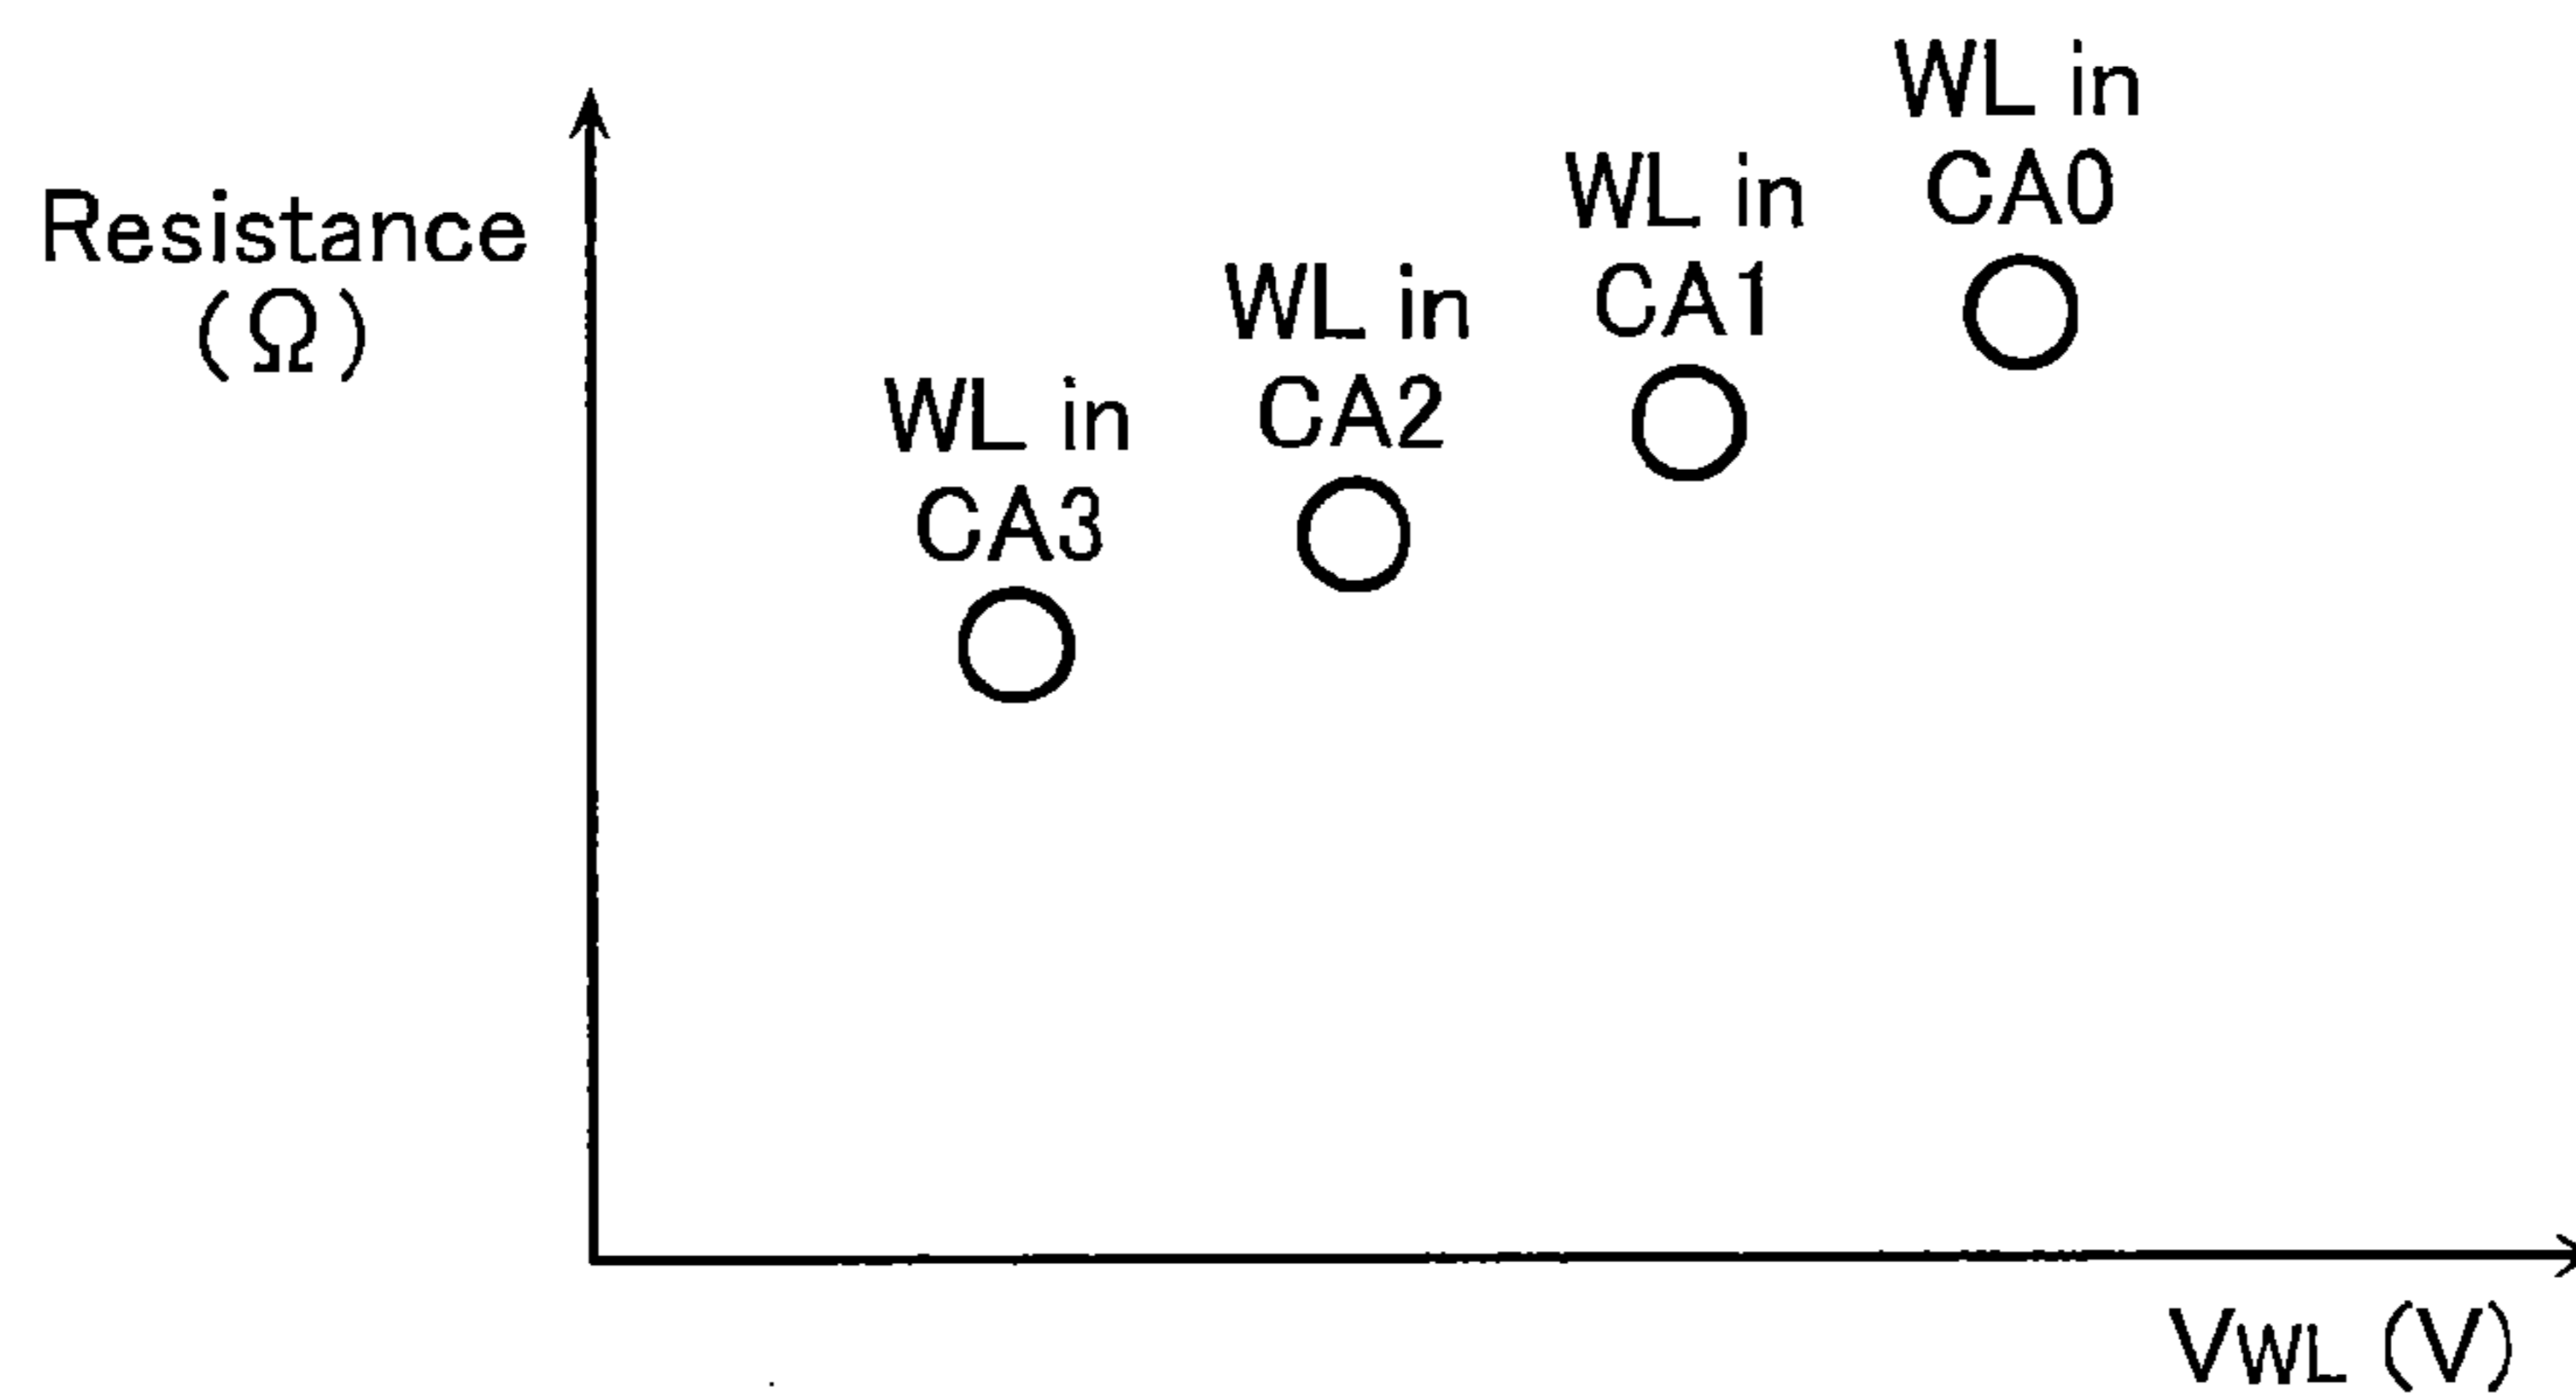 Resistance
(Ω)
WL in
CA3
WL in
CA2
WL in
CA1
WL in
CA0
VWL (V)